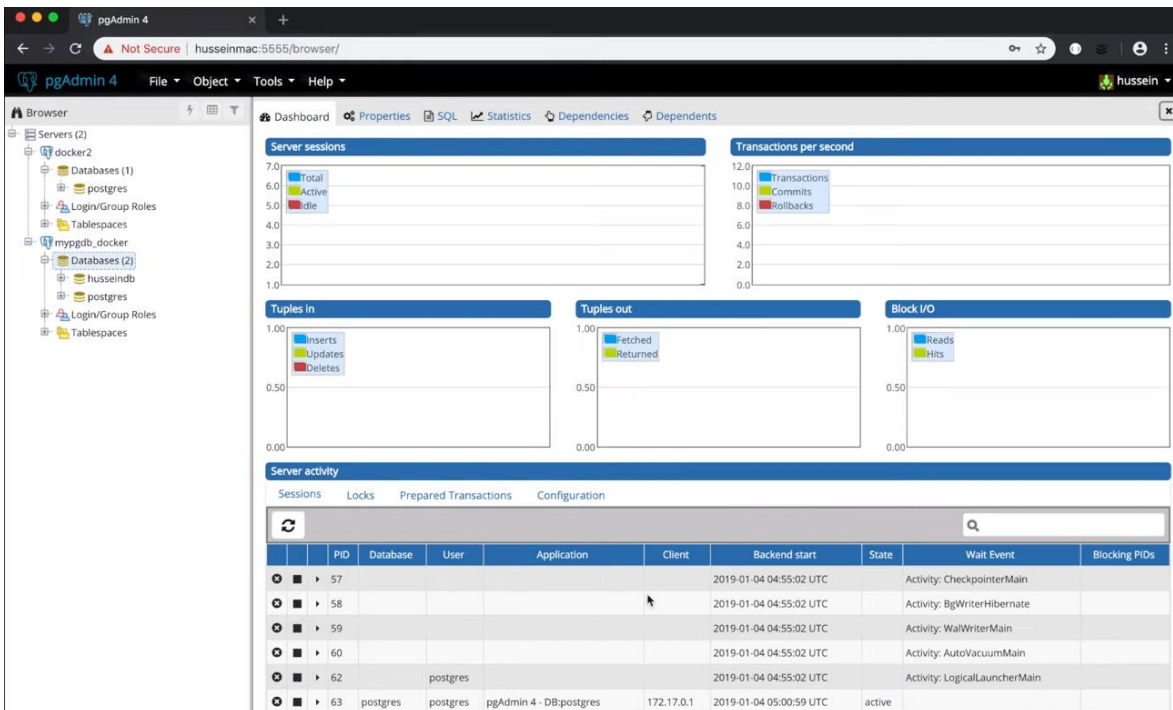 pgAdmin 4
Not Secure husseinmac:5555/browser/
pgAdmin 4 File Object Tools Help hussein
Browser
Servers (2)
docker2
Databases (1)
postgres
Login/Group Roles
Tablespaces
mypgdb_docker
Databases (2)
husseindb
postgres
Login/Group Roles
Tablespaces
Dashboard Properties SQL Statistics Dependencies Dependents
Server sessions
7.0
6.0
5.0
4.0
3.0
2.0
1.0
Total
Active
Idle
Transactions per second
12.0
10.0
8.0
6.0
4.0
2.0
0.0
Transactions
Commits
Rollbacks
Tuples in
1.00
0.50
0.00
Inserts
Updates
Deletes
Tuples out
1.00
0.50
0.00
Fetched
Returned
Block I/O
1.00
0.50
0.00
Reads
Hits
Server activity
Sessions Locks Prepared Transactions Configuration
PID Database User Application Client Backend start State Wait Event Blocking PIDs
57 2019-01-04 04:55:02 UTC Activity: CheckpointerMain
58 2019-01-04 04:55:02 UTC Activity: BgWriterHibernate
59 2019-01-04 04:55:02 UTC Activity: WalWriterMain
60 2019-01-04 04:55:02 UTC Activity: AutoVacuumMain
62 postgres 2019-01-04 04:55:02 UTC Activity: LogicalLauncherMain
63 postgres postgres pgAdmin 4 - DB:postgres 172.17.0.1 2019-01-04 05:00:59 UTC active